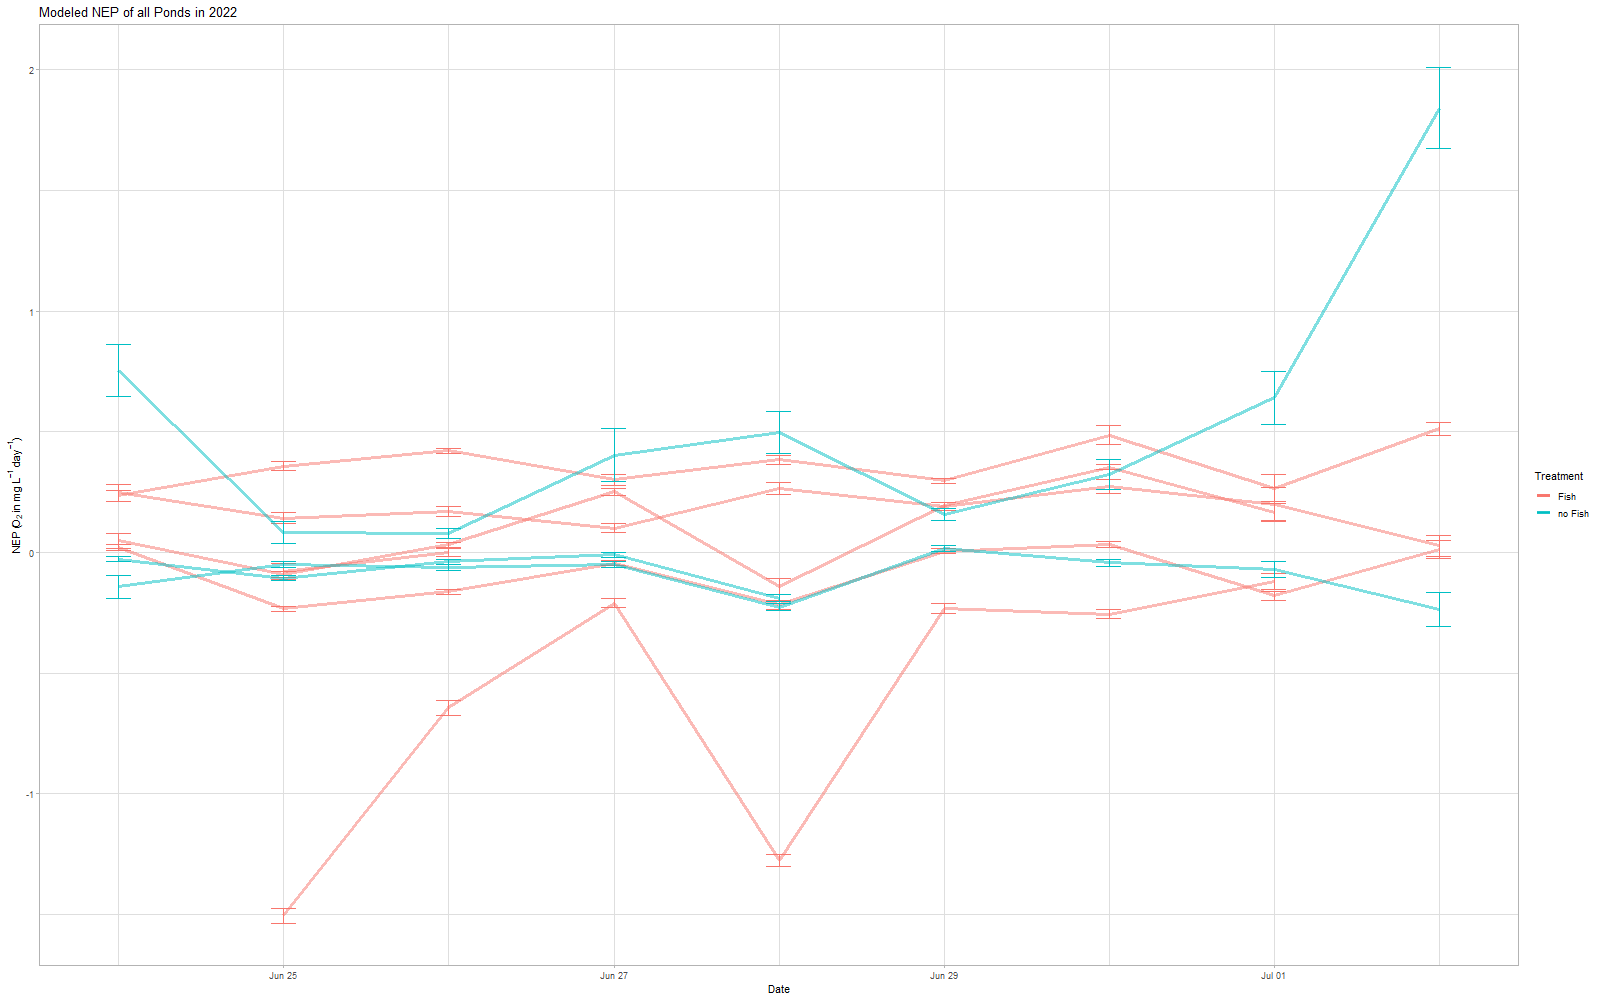 Modeled NEP of all Ponds in 2022
2
1
0
-1
NEP O₂ in mg L⁻¹ day⁻¹)
Jun 25
Jun 27
Jun 29
Jul 01
Date
Treatment
Fish
no Fish